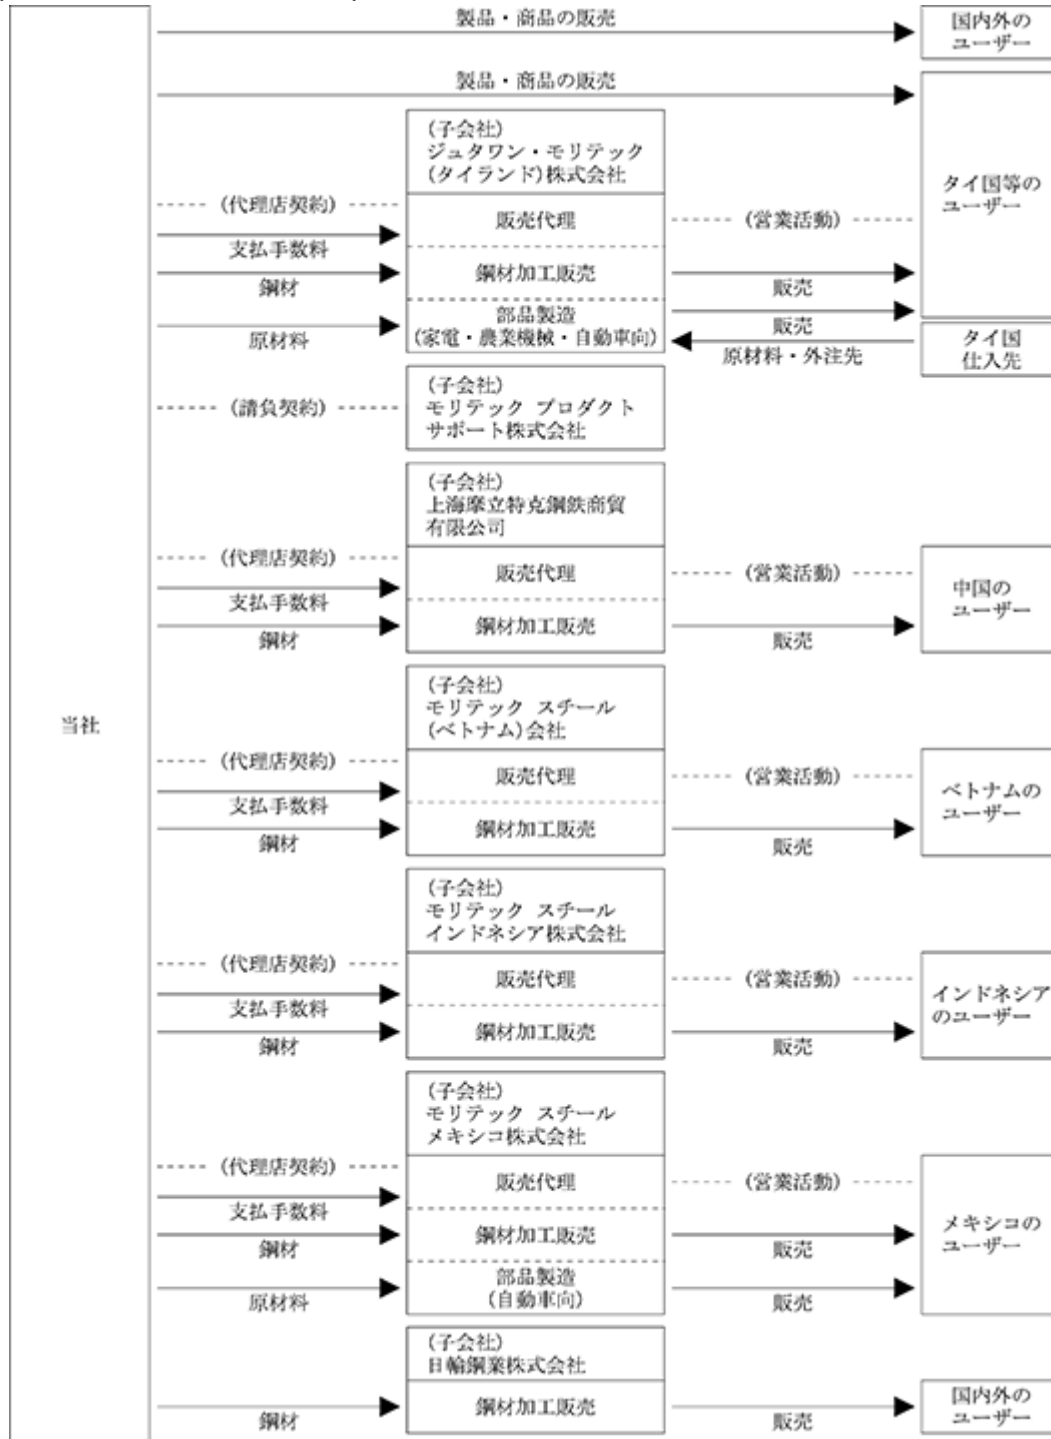 製品・商品の販売
国内外の
ユーザー
製品・商品の販売
(子会社)
ジュタワン・モリテック
(タイランド)株式会社
タイ国等の
ユーザー
(代理店契約)
販売代理
(営業活動)
支払手数料
鋼材加工販売
鋼材
販売
部品製造
(家電・農業機械・自動車向)
販売
原材料
原材料・外注先
タイ国
仕入先
(請負契約)
(子会社)
モリテック プロダクト
サポート株式会社
(子会社)
上海摩立特克鋼鉄商貿
有限公司
(代理店契約)
販売代理
(営業活動)
中国の
ユーザー
支払手数料
鋼材加工販売
鋼材
販売
当社
(子会社)
モリテック スチール
(ベトナム)会社
(代理店契約)
販売代理
(営業活動)
ベトナムの
ユーザー
支払手数料
鋼材加工販売
鋼材
販売
(子会社)
モリテック スチール
インドネシア株式会社
(代理店契約)
販売代理
(営業活動)
インドネシア
のユーザー
支払手数料
鋼材加工販売
鋼材
販売
(子会社)
モリテック スチール
メキシコ株式会社
(代理店契約)
販売代理
(営業活動)
メキシコの
ユーザー
支払手数料
鋼材加工販売
鋼材
販売
部品製造
(自動車向)
原材料
販売
(子会社)
日輪鋼業株式会社
鋼材加工販売
国内外の
ユーザー
鋼材
販売